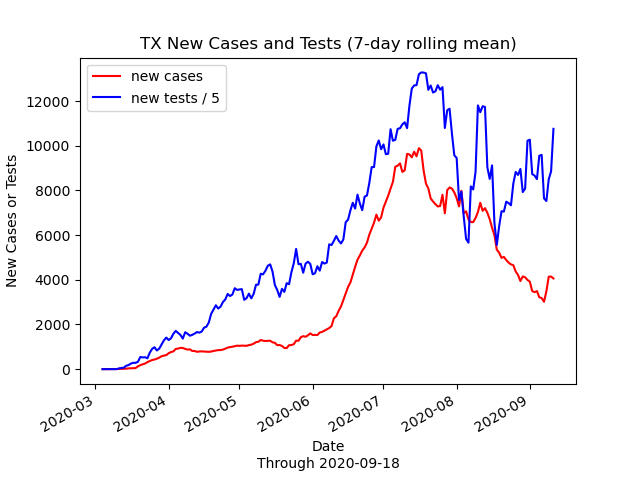 TX New Cases and Tests (7-day rolling mean)
new cases
new tests / 5
New Cases or Tests
12000
10000
8000
6000
4000
2000
0
2020-03
2020-04
2020-05
2020-06
2020-07
2020-08
2020-09
Date
Through 2020-09-18